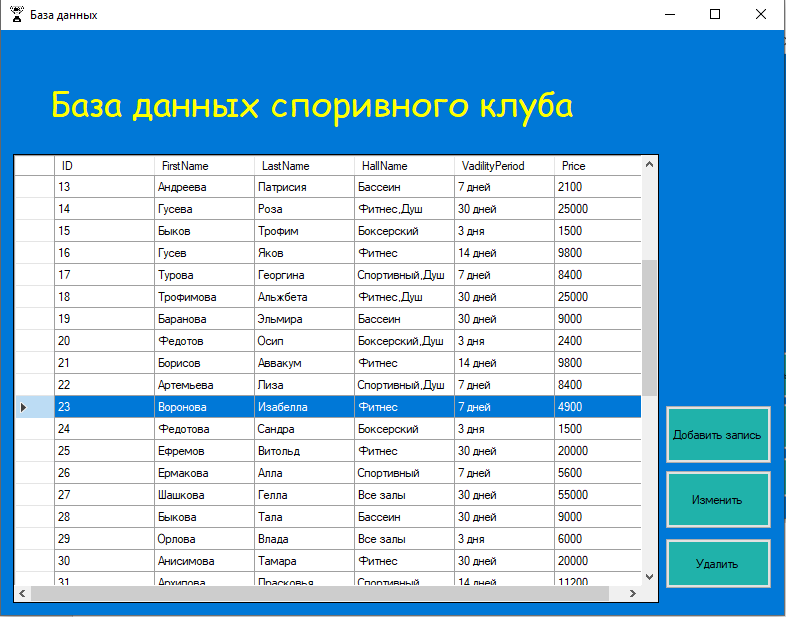 База данных
База данных споривного клуба
ID FirstName LastName HallName VadilityPeriod Price
13 Андреева Патрисия Бассеин 7 дней 2100
14 Гусева Роза Фитнес,Душ 30 дней 25000
15 Быков Трофим Боксерский 3 дня 1500
16 Гусев Яков Фитнес 14 дней 9800
17 Турова Георгина Спортивный,Душ 7 дней 8400
18 Трофимова Альжбета Фитнес,Душ 30 дней 25000
19 Баранова Эльмира Бассеин 30 дней 9000
20 Федотов Осип Боксерский,Душ 3 дня 2400
21 Борисов Аввакум Фитнес 14 дней 9800
22 Артемьева Лиза Спортивный,Душ 7 дней 8400
23 Воронова Изабелла Фитнес 7 дней 4900
24 Федотова Сандра Боксерский 3 дня 1500
25 Ефремов Витольд Фитнес 30 дней 20000
26 Ермакова Алла Спортивный 7 дней 5600
27 Шашкова Гелла Все залы 30 дней 55000
28 Быкова Тала Бассеин 30 дней 9000
29 Орлова Влада Все залы 3 дня 6000
30 Анисимова Тамара Фитнес 30 дней 20000
31 Архипова Прасковья Спортивный 14 дней 11200
Добавить запись
Изменить
Удалить